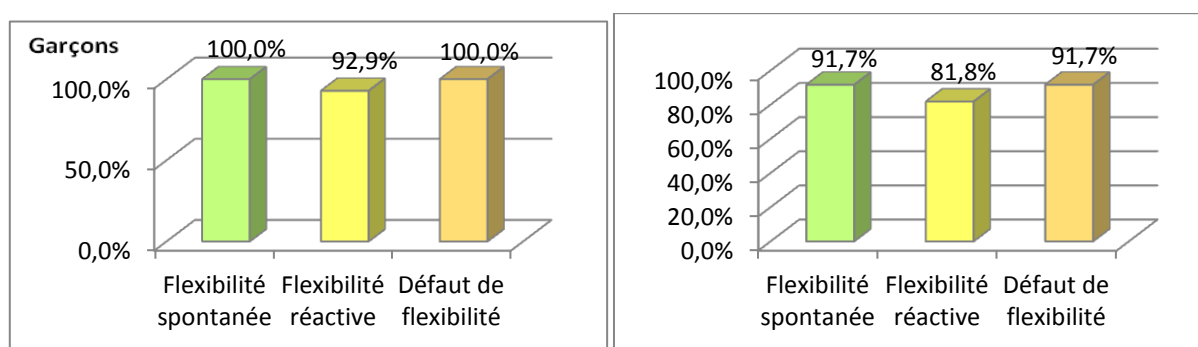 Garçons
100,0%
92,9%
100,0%
100,0%
50,0%
0,0%
Flexibilité
spontanée
Flexibilité
réactive
Défaut de
flexibilité
91,7%
81,8%
91,7%
100,0%
80,0%
60,0%
40,0%
20,0%
0,0%
Flexibilité
spontanée
Flexibilité
réactive
Défaut de
flexibilité